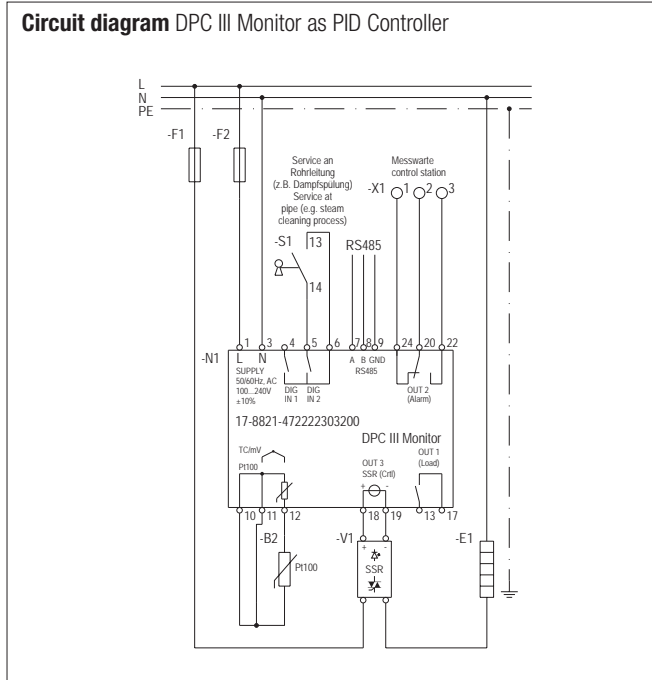 Circuit diagram DPC III Monitor as PID Controller
L
N
PE
-F1
-F2
Service an
Rohrleitung
(z.B. Dampfspülung)
Service at
pipe (e.g. steam
cleaning process)
Messwarte
control station
-X1 1 2 3
-S1 13
14
RS485
1 3 4 5 6 7 8 9 24 20 22
-N1
L N
SUPPLY
50/60Hz, AC
100...240V
±10%
DIG
IN 1
DIG
IN 2
A B GND
RS485
OUT 2
(Alarm)
17-8821-472222303200
DPC III Monitor
TC/mV
Pt100
OUT 3
SSR (Crtl)
+ -
OUT 1
(Load)
10 11 12 18 19 13 17
-B2
Pt100
-V1
+ -
SSR
-E1